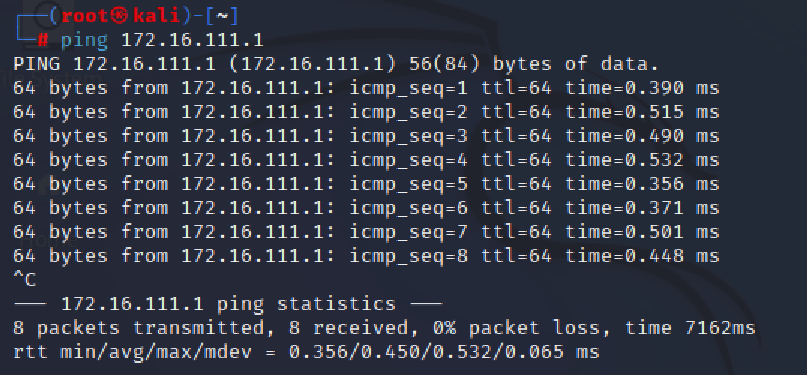 ┌──(root㉿kali)-[~]
└─# ping 172.16.111.1
PING 172.16.111.1 (172.16.111.1) 56(84) bytes of data.
64 bytes from 172.16.111.1: icmp_seq=1 ttl=64 time=0.390 ms
64 bytes from 172.16.111.1: icmp_seq=2 ttl=64 time=0.515 ms
64 bytes from 172.16.111.1: icmp_seq=3 ttl=64 time=0.490 ms
64 bytes from 172.16.111.1: icmp_seq=4 ttl=64 time=0.532 ms
64 bytes from 172.16.111.1: icmp_seq=5 ttl=64 time=0.356 ms
64 bytes from 172.16.111.1: icmp_seq=6 ttl=64 time=0.371 ms
64 bytes from 172.16.111.1: icmp_seq=7 ttl=64 time=0.501 ms
64 bytes from 172.16.111.1: icmp_seq=8 ttl=64 time=0.448 ms
^C
--- 172.16.111.1 ping statistics ---
8 packets transmitted, 8 received, 0% packet loss, time 7162ms
rtt min/avg/max/mdev = 0.356/0.450/0.532/0.065 ms